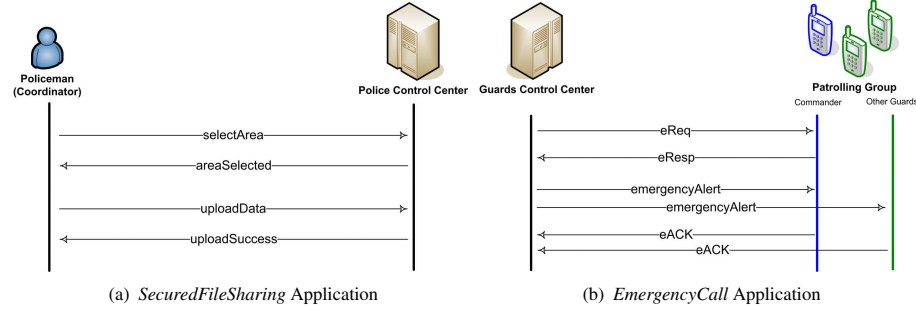 Policeman
(Coordinator)
Police Control Center
selectArea
areaSelected
uploadData
uploadSuccess
(a) SecuredFileSharing Application
Guards Control Center
Patrolling Group
Commander
Other Guards
eReq
eResp
emergencyAlert
emergencyAlert
eACK
eACK
(b) EmergencyCall Application